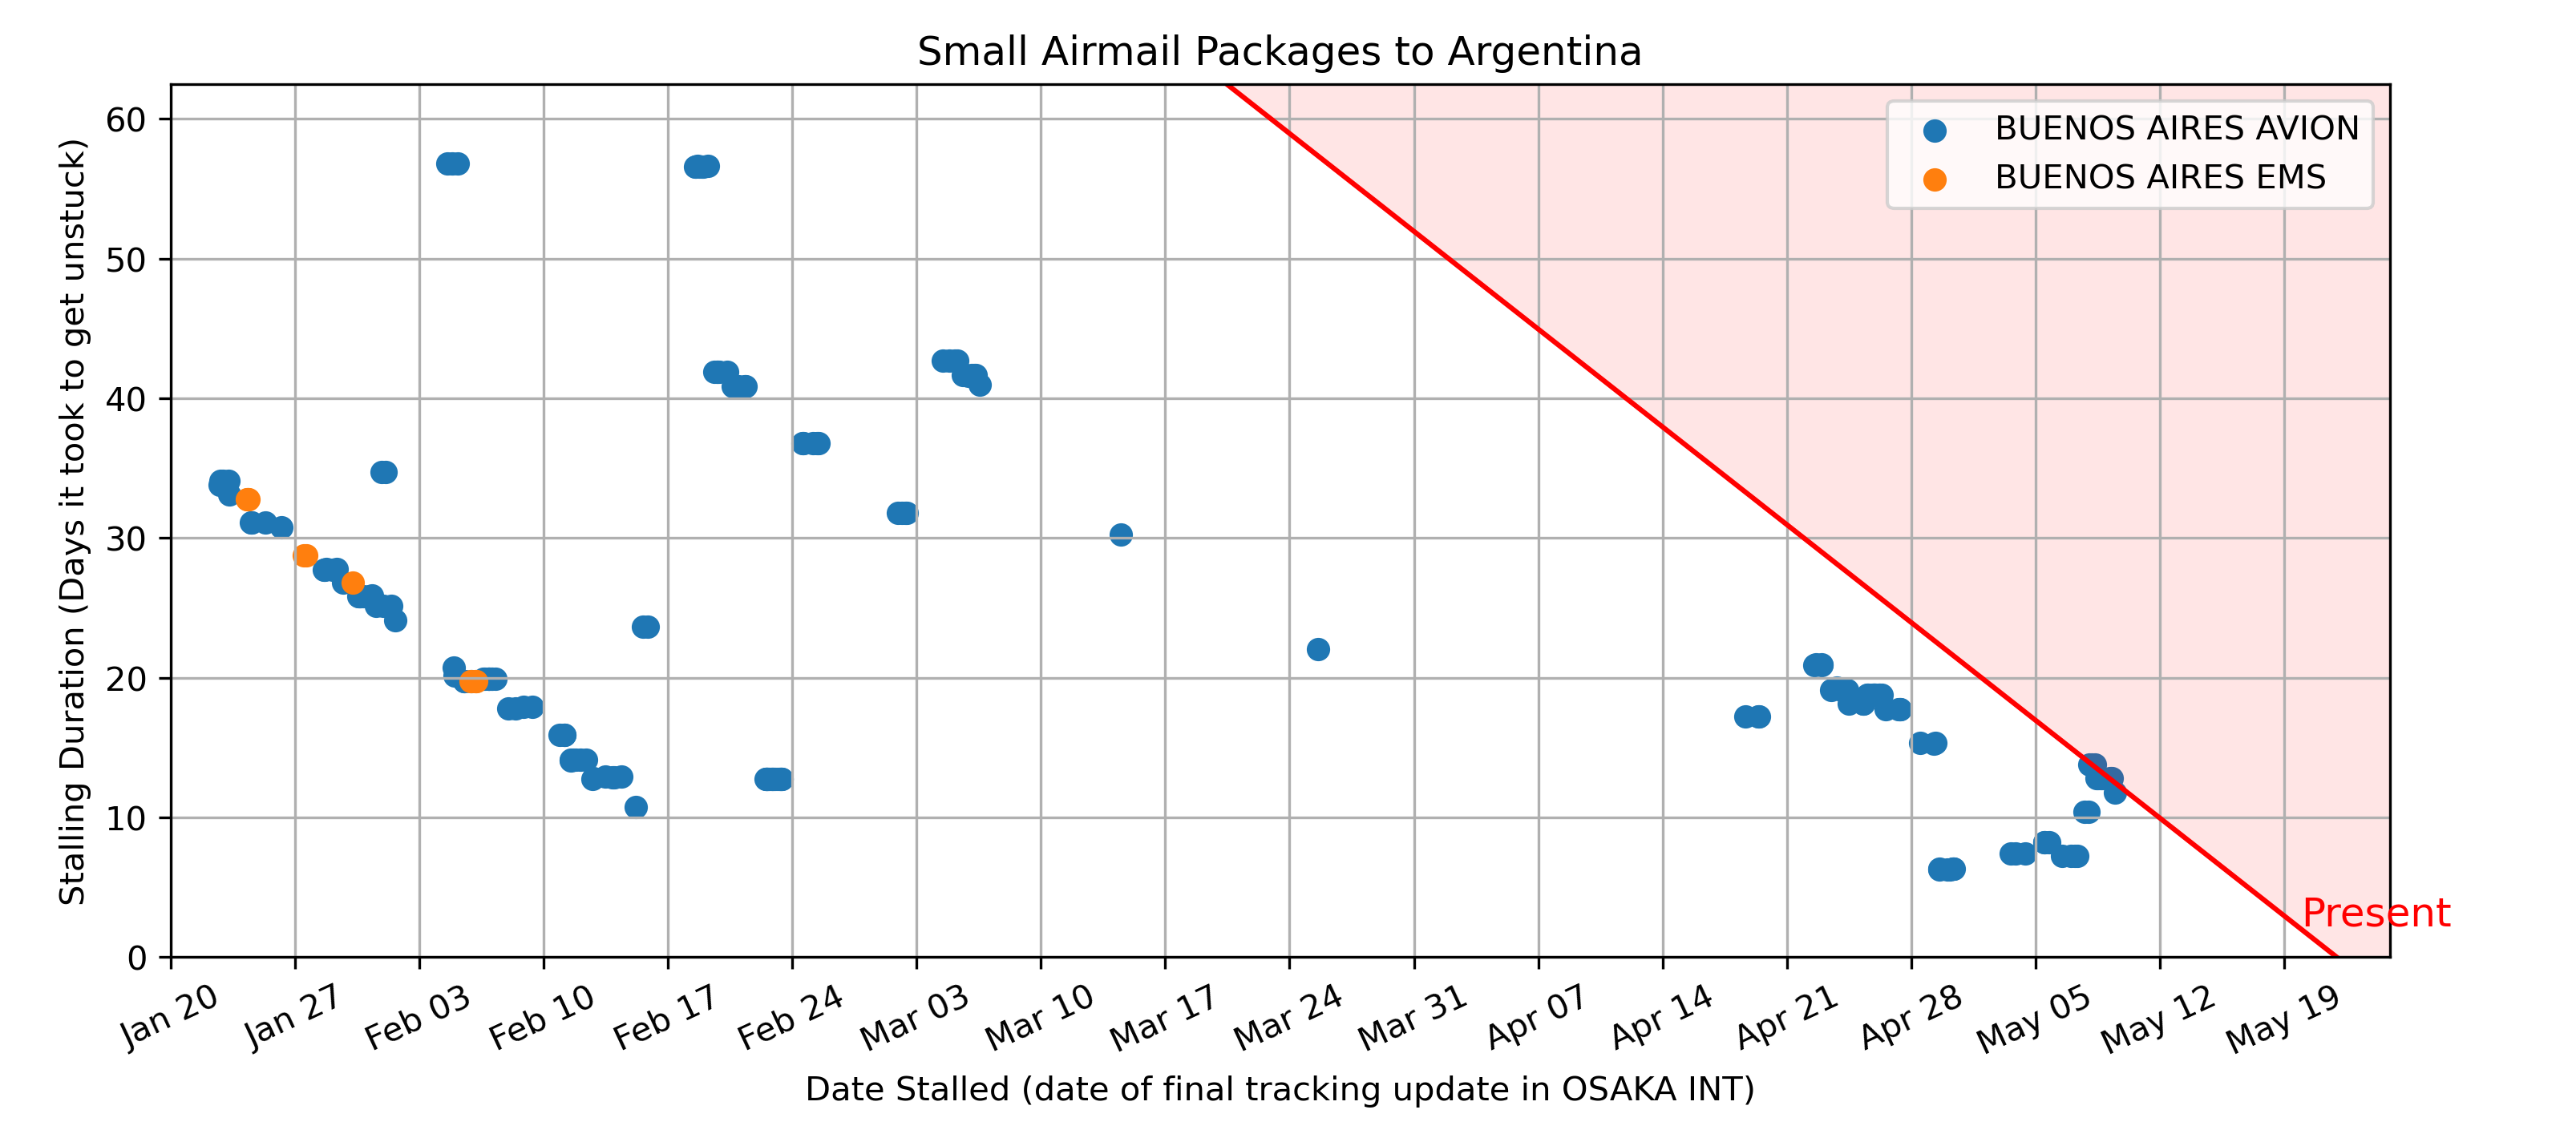 Small Airmail Packages to Argentina
BUENOS AIRES AVION
BUENOS AIRES EMS
Stalling Duration (Days it took to get unstuck)
60
50
40
30
20
10
0
Present
Jan 20
Jan 27
Feb 03
Feb 10
Feb 17
Feb 24
Mar 03
Mar 10
Mar 17
Mar 24
Mar 31
Apr 07
Apr 14
Apr 21
Apr 28
May 05
May 12
May 19
Date Stalled (date of final tracking update in OSAKA INT)